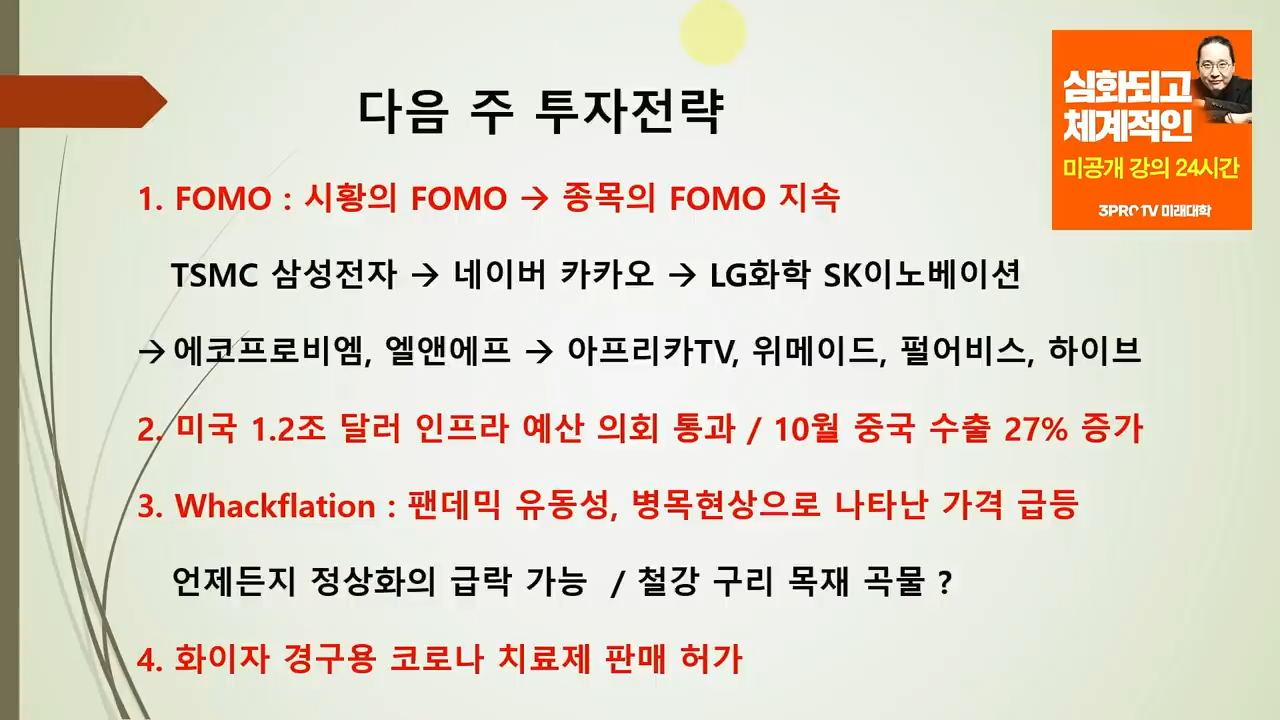 다음 주 투자전략
심화되고
체계적인
미공개 강의 24시간
3PRO TV 미래대학
1. FOMO : 시황의 FOMO → 종목의 FOMO 지속
TSMC 삼성전자 → 네이버 카카오 → LG화학 SK이노베이션
→ 에코프로비엠, 엘앤에프 → 아프리카TV, 위메이드, 펄어비스, 하이브
2. 미국 1.2조 달러 인프라 예산 의회 통과 / 10월 중국 수출 27% 증가
3. Whackflation : 팬데믹 유동성, 병목현상으로 나타난 가격 급등
언제든지 정상화의 급락 가능 / 철강 구리 목재 곡물 ?
4. 화이자 경구용 코로나 치료제 판매 허가